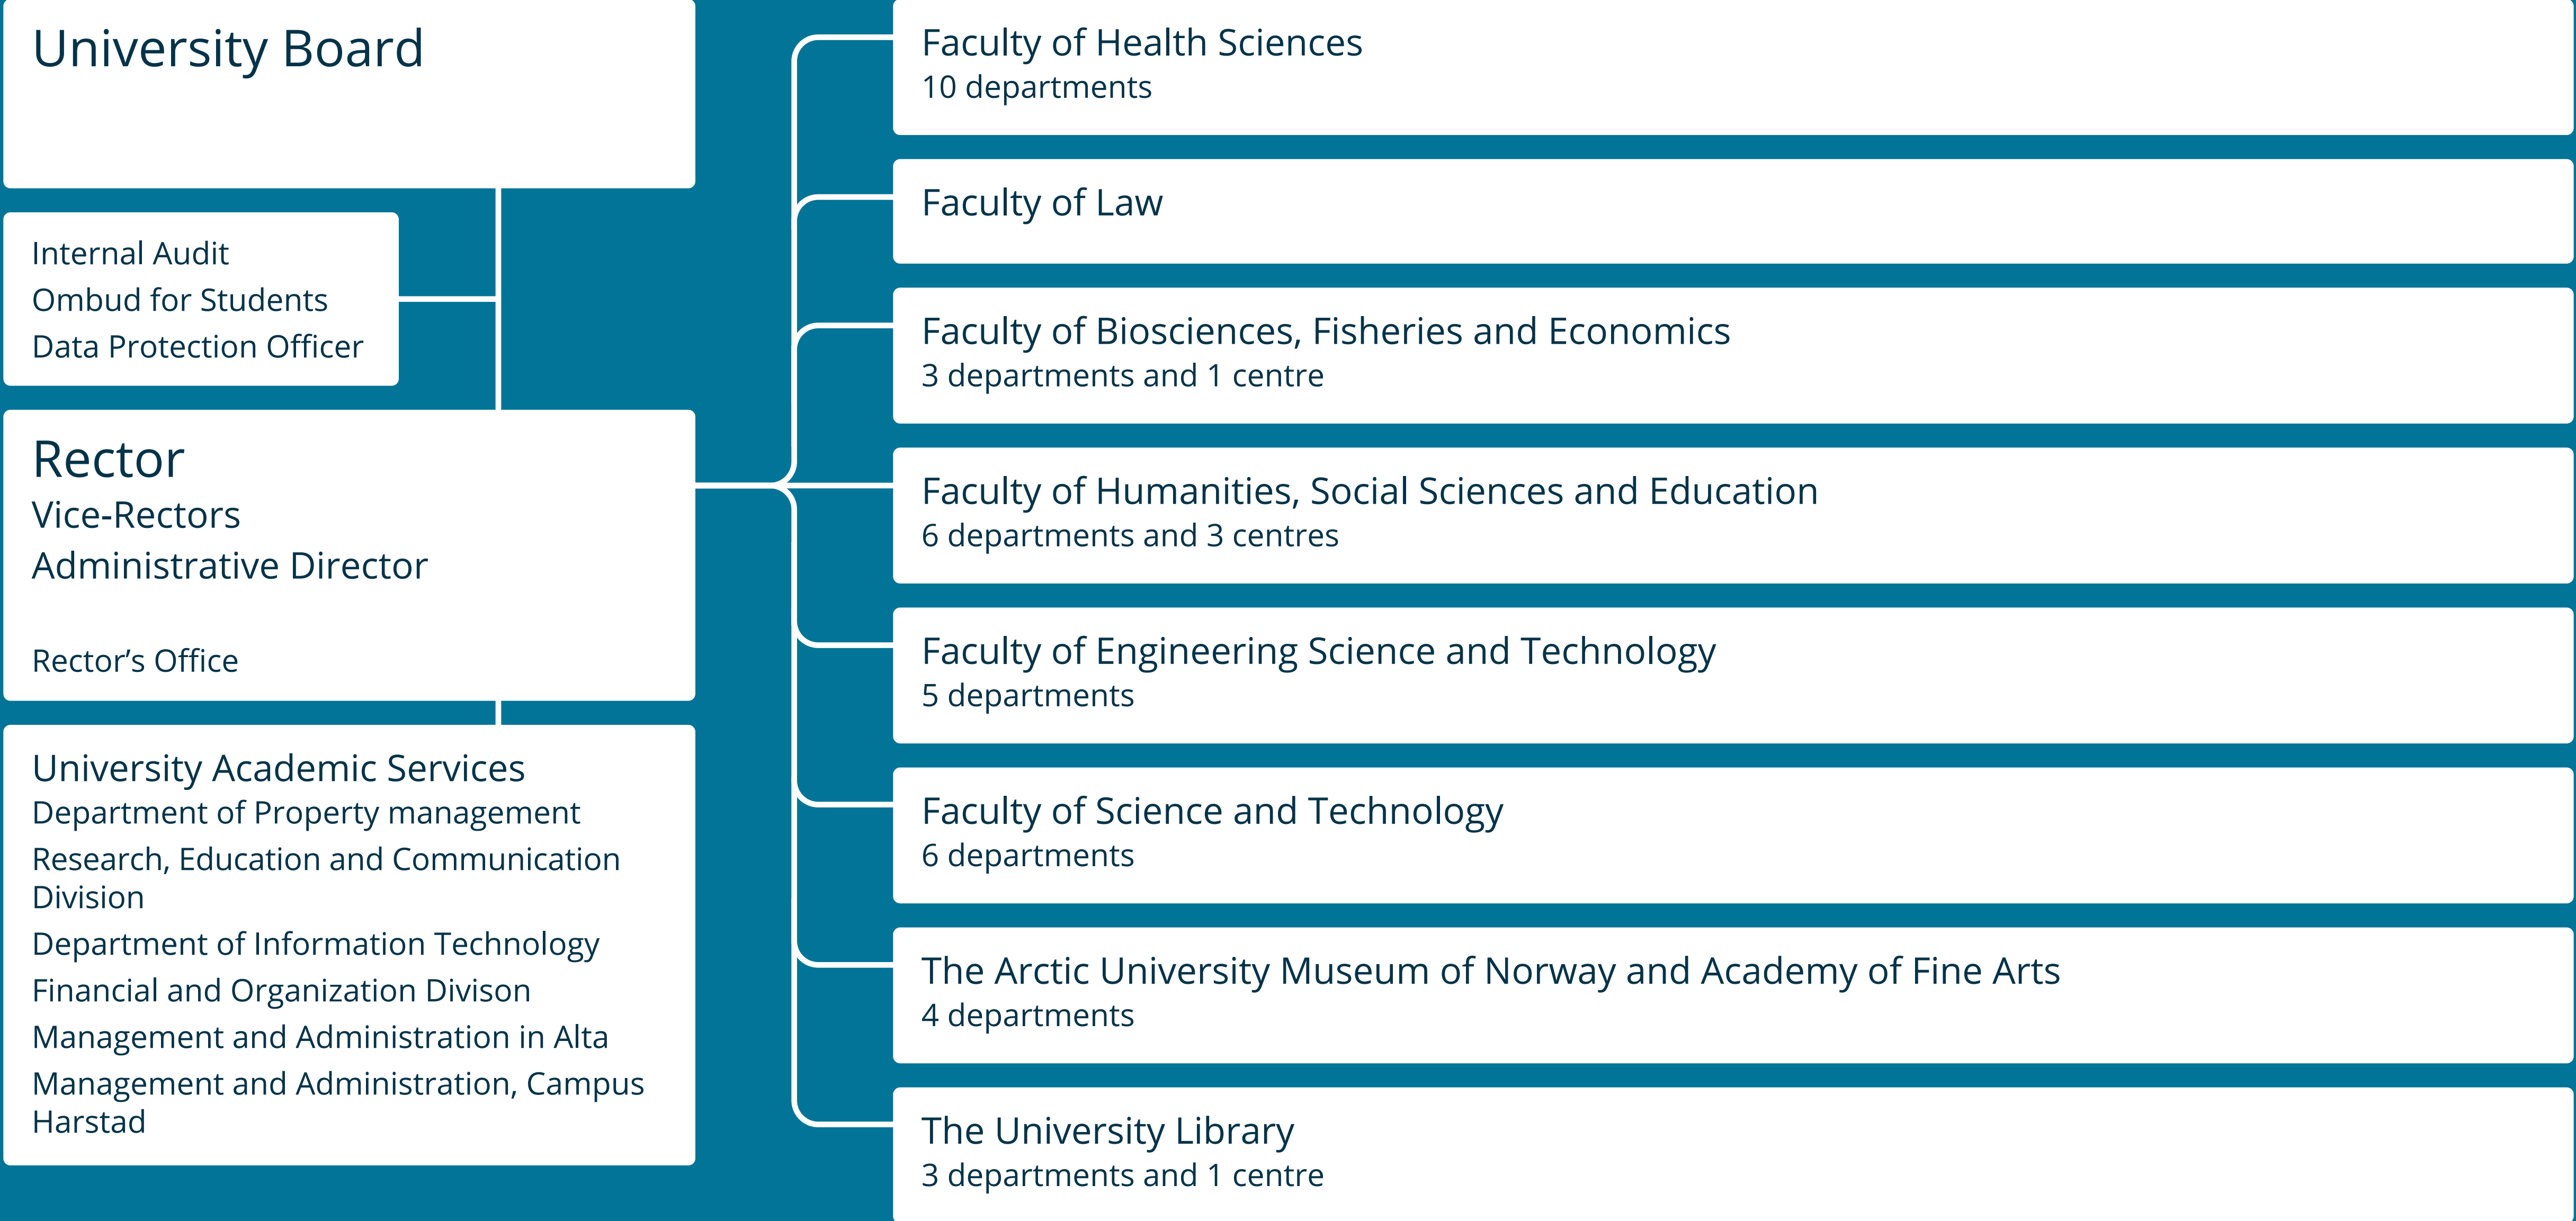 University Board
Internal Audit
Ombud for Students
Data Protection Officer
Rector
Vice-Rectors
Administrative Director
Rector’s Office
University Academic Services
Department of Property management
Research, Education and Communication
Division
Department of Information Technology
Financial and Organization Divison
Management and Administration in Alta
Management and Administration, Campus
Harstad
Faculty of Health Sciences
10 departments
Faculty of Law
Faculty of Biosciences, Fisheries and Economics
3 departments and 1 centre
Faculty of Humanities, Social Sciences and Education
6 departments and 3 centres
Faculty of Engineering Science and Technology
5 departments
Faculty of Science and Technology
6 departments
The Arctic University Museum of Norway and Academy of Fine Arts
4 departments
The University Library
3 departments and 1 centre